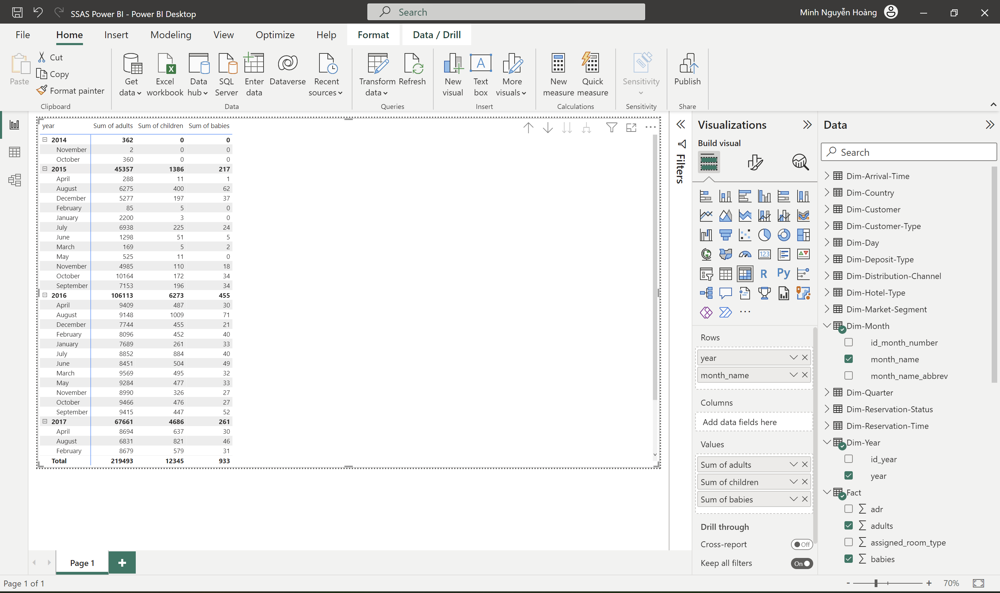 SSAS Power BI - Power BI Desktop
Search
Minh Nguyễn Hoàng
File Home Insert Modeling View Optimize Help Format Data / Drill
Paste
Cut
Copy
Format painter
Clipboard
Get data
Excel workbook
Data hub
SQL Server
Enter data
Dataverse
Recent sources
Data
Transform data
Refresh
Queries
New visual
A
Text box
More visuals
Insert
New measure
Quick measure
Calculations
Sensitivity
Sensitivity
Publish
Share
year Sum of adults Sum of children Sum of babies
2014 362 0 0
November 2 0 0
October 360 0 0
2015 45357 1386 217
April 288 11 1
August 6275 400 62
December 5277 197 37
February 85 5 0
January 2200 3 0
July 6938 225 24
June 1298 51 5
March 169 5 2
May 525 11 0
November 4985 110 18
October 10164 172 34
September 7153 196 34
2016 106113 6273 455
April 9409 487 30
August 9148 1009 71
December 7744 455 21
February 8096 452 40
January 7689 261 33
July 8852 884 40
June 8451 504 49
March 9569 495 32
May 9284 477 33
November 8990 326 27
October 9466 476 27
September 9415 447 52
2017 67661 4686 261
April 8694 637 30
August 6831 821 46
February 8679 579 31
Total 219493 12345 933
Filters
Visualizations
Build visual
123
R
Py
Rows
year
month_name
Columns
Add data fields here
Values
Sum of adults
Sum of children
Sum of babies
Drill through
Cross-report Off
Keep all filters On
Data
Search
Dim-Arrival-Time
Dim-Country
Dim-Customer
Dim-Customer-Type
Dim-Day
Dim-Deposit-Type
Dim-Distribution-Channel
Dim-Hotel-Type
Dim-Market-Segment
Dim-Month
id_month_number
month_name
month_name_abbrev
Dim-Quarter
Dim-Reservation-Status
Dim-Reservation-Time
Dim-Year
id_year
year
Fact
∑ adr
∑ adults
∑ assigned_room_type
∑ babies
Page 1
Page 1 of 1
- + 70%